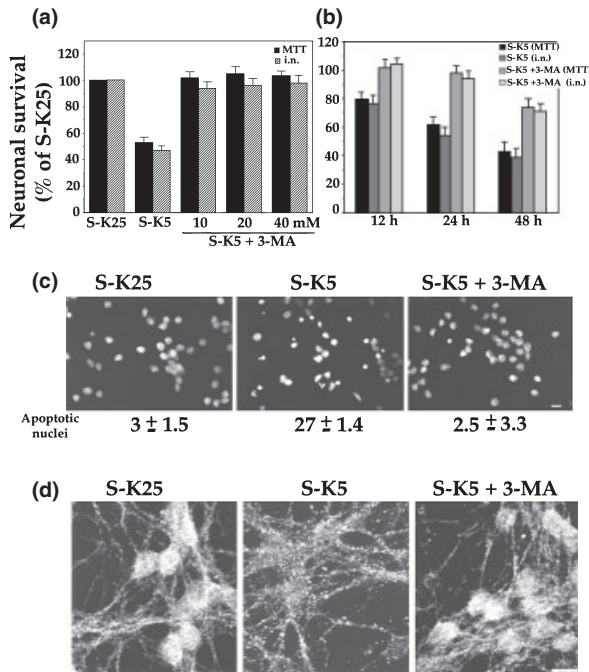 (a)
Neuronal survival
(% of S-K25)
120
100
80
60
40
20
0
MTT
i.n.
S-K25
S-K5
10
20
40 mM
S-K5 + 3-MA
(b)
120
100
80
60
40
20
0
S-K5 (MTT)
S-K5 (i.n.)
S-K5 +3-MA (MTT)
S-K5 +3-MA (i.n.)
12 h
24 h
48 h
(c)
S-K25
S-K5
S-K5 + 3-MA
Apoptotic
nuclei
3 ± 1.5
27 ± 1.4
2.5 ± 3.3
(d)
S-K25
S-K5
S-K5 + 3-MA